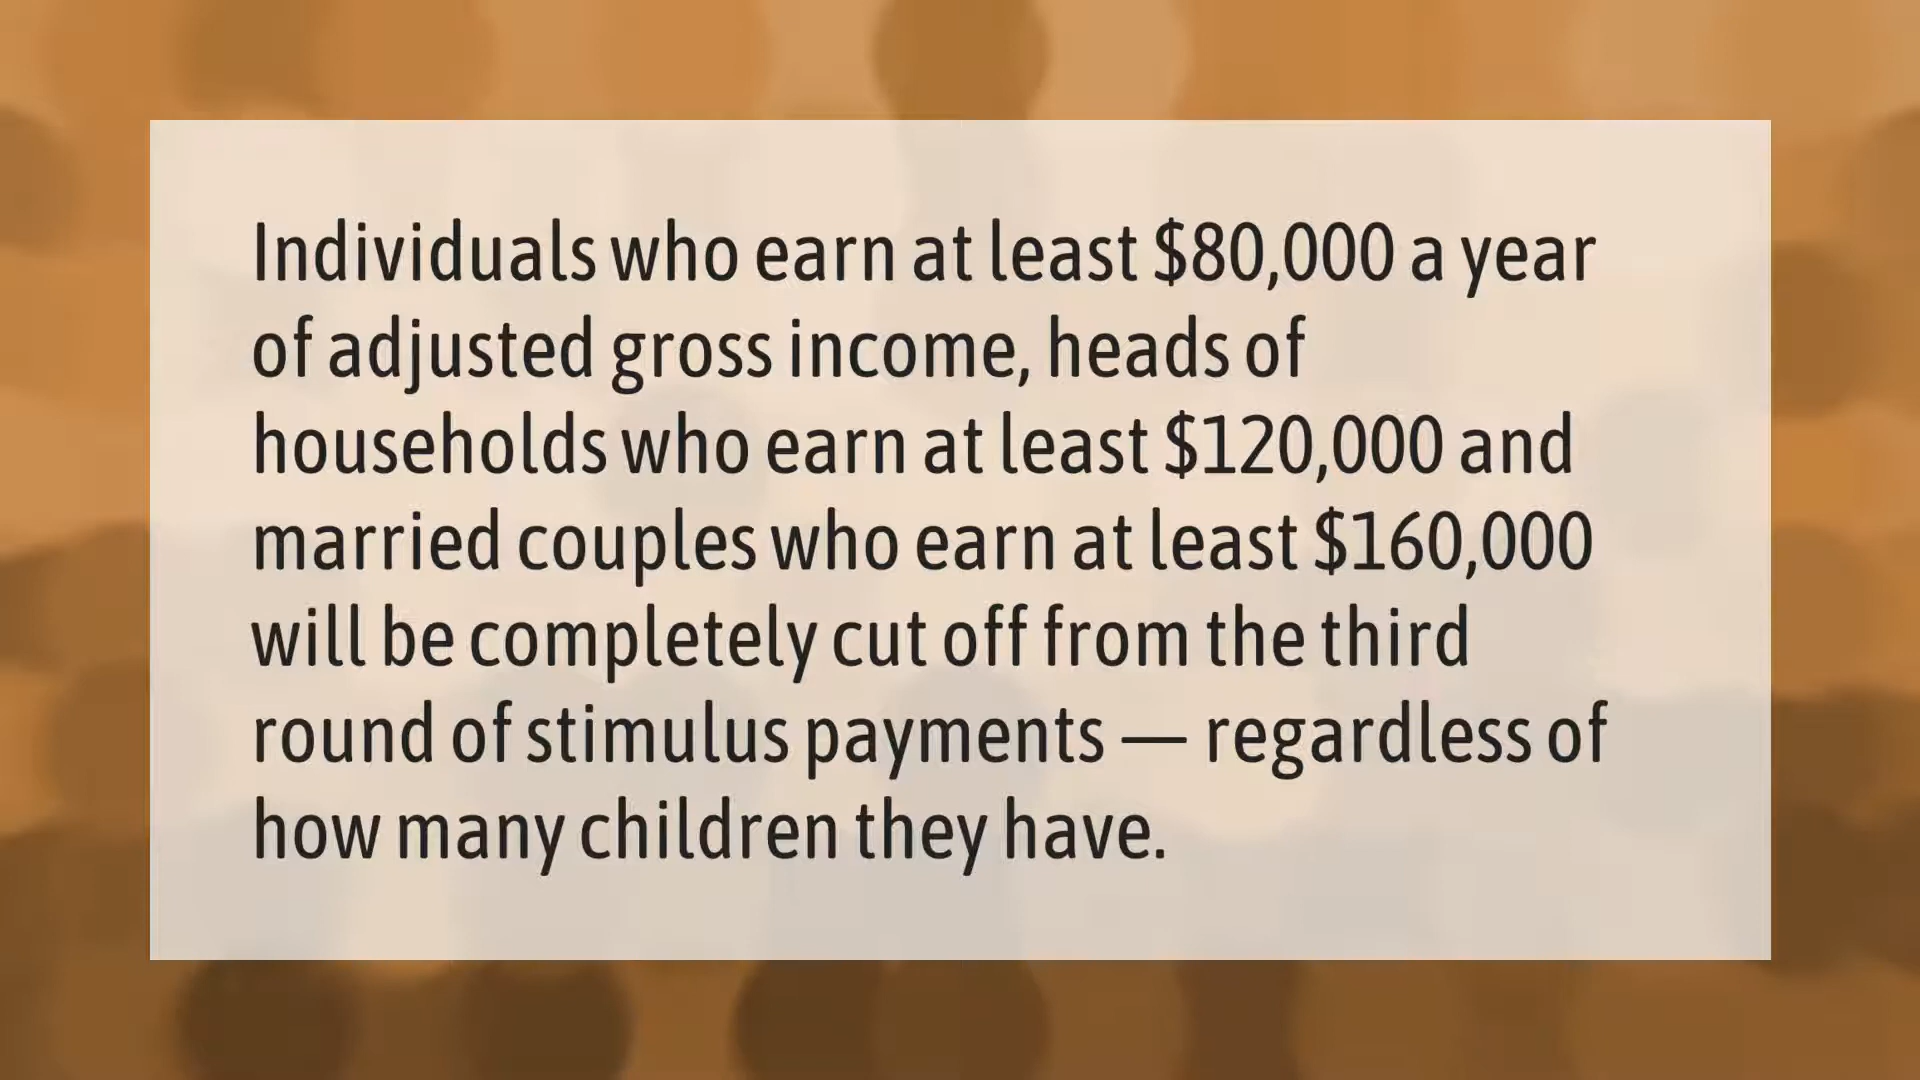 Individuals who earn at least $80,000 a year
of adjusted gross income, heads of
households who earn at least $120,000 and
married couples who earn at least $160,000
will be completely cut off from the third
round of stimulus payments — regardless of
how many children they have.